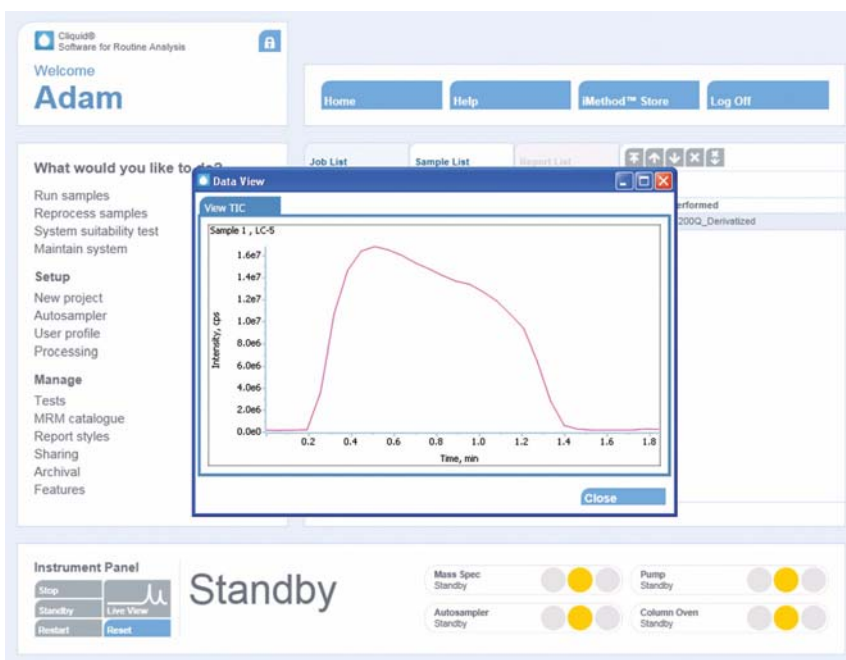 Cliquid®
Software for Routine Analysis
Welcome
Adam
Home
Help
iMethod™ Store
Log Off
What would you like to do?
Run samples
Reprocess samples
System suitability test
Maintain system
Setup
New project
Autosampler
User profile
Processing
Manage
Tests
MRM catalogue
Report styles
Sharing
Archival
Features
Job List
Sample List
Report List
erformed
200Q_Derivatized
Data View
View TIC
Sample 1 , LC-5
Intensity, cps
1.6e7
1.4e7
1.2e7
1.0e7
8.0e6
6.0e6
4.0e6
2.0e6
0.0e0
0.2 0.4 0.6 0.8 1.0 1.2 1.4 1.6 1.8
Time, min
Close
Instrument Panel
Stop
Standby
Live View
Restart
Reset
Standby
Mass Spec
Standby
Pump
Standby
Autosampler
Standby
Column Oven
Standby